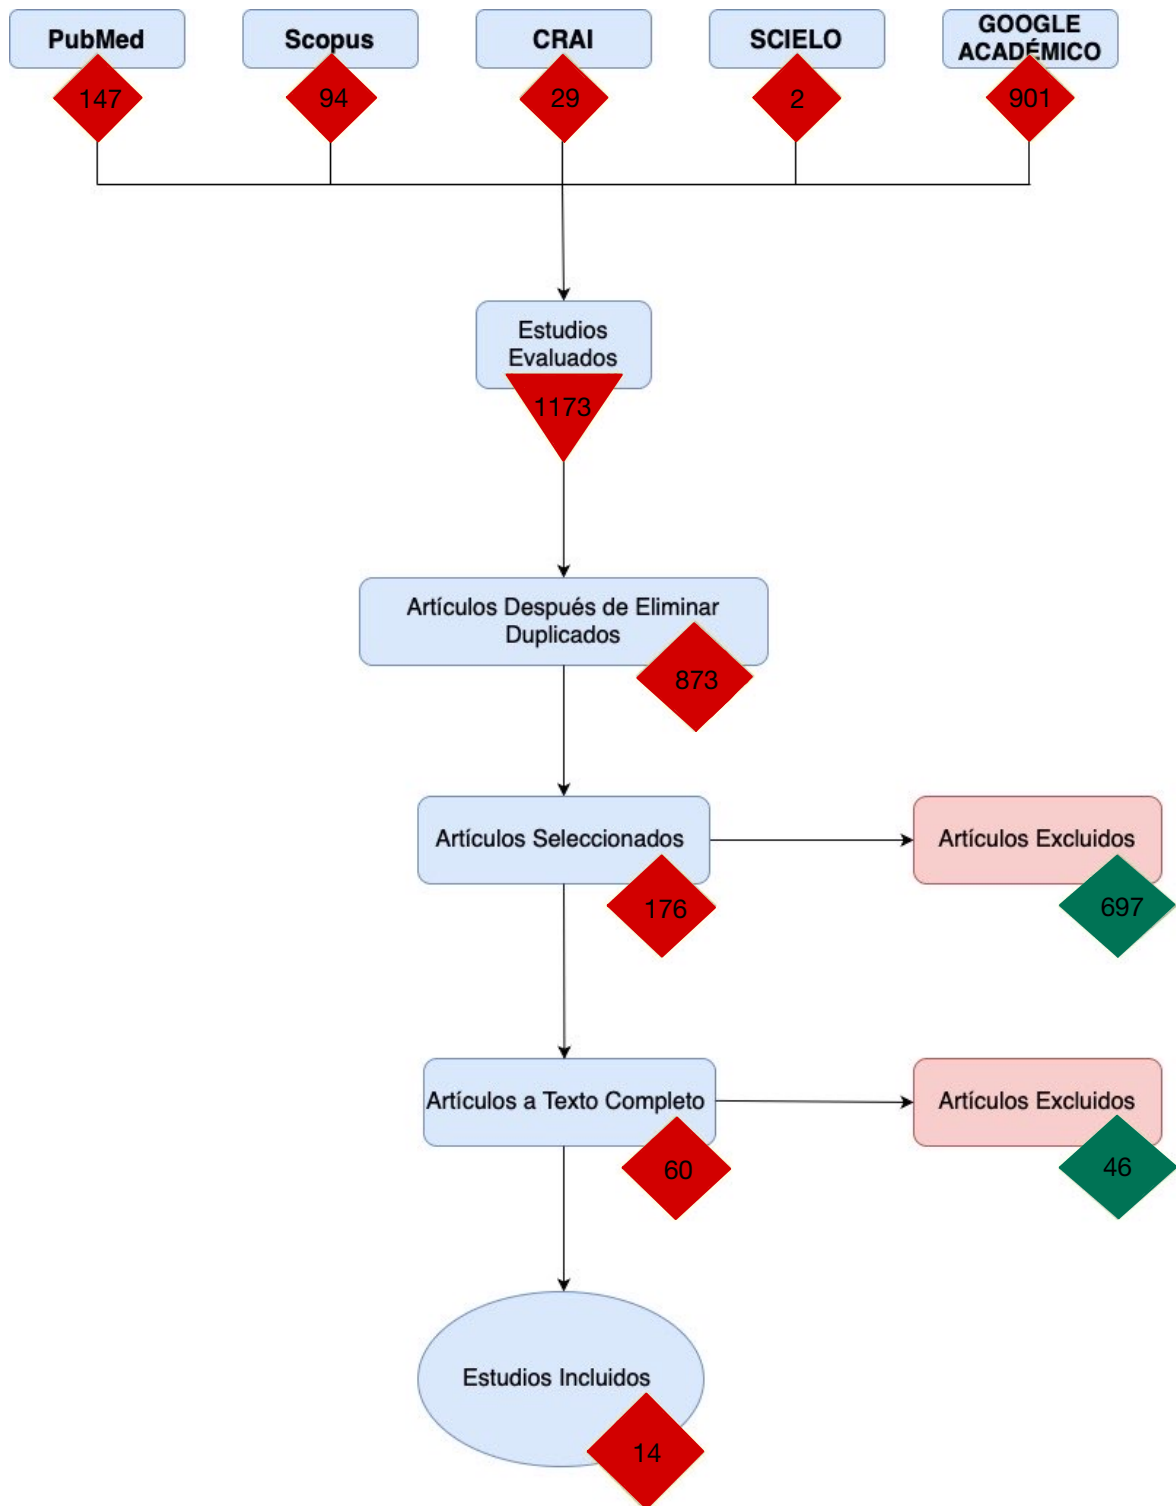 PubMed
Scopus
CRAI
SCIELO
GOOGLE
ACADÉMICO
147
94
29
2
901
Estudios
Evaluados
1173
Artículos Después de Eliminar
Duplicados
873
Artículos Seleccionados
176
Artículos Excluidos
697
Artículos a Texto Completo
60
Artículos Excluidos
46
Estudios Incluidos
14